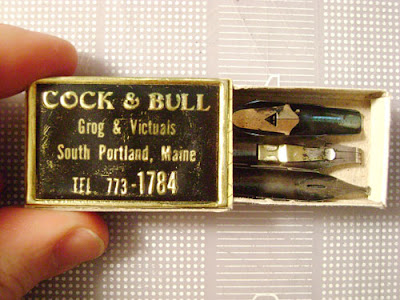 COCK & BULL
Grog & Victuals
South Portland, Maine
TEL. 773-1784